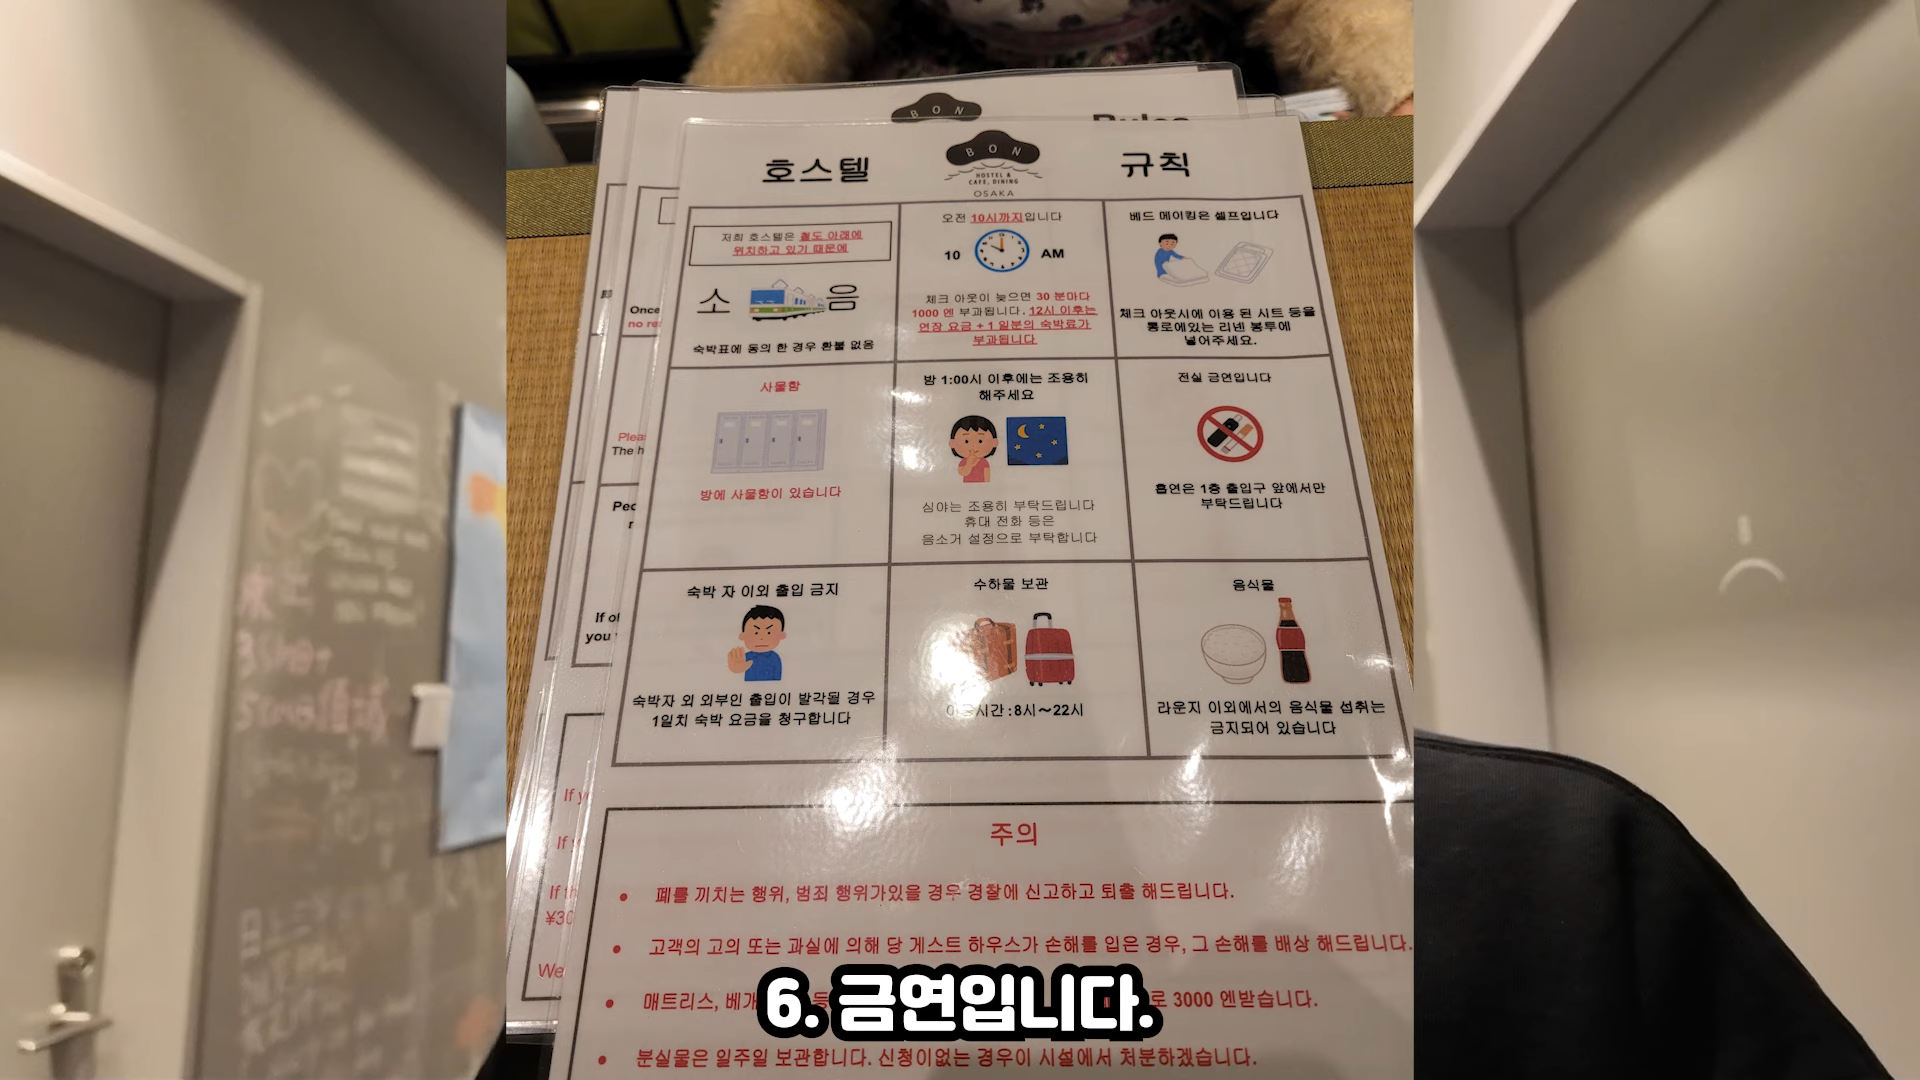 BON
Rules
호스텔
BON
HOSTEL &
CAFE, DINING
OSAKA
규칙
저희 호스텔은 철도 아래에
위치하고 있기 때문에
소 음
숙박표에 동의 한 경우 환불 없음
오전 10시까지입니다
10 AM
체크 아웃이 늦으면 30 분마다
1000 엔 부과됩니다. 12시 이후는
연장 요금 + 1 일분의 숙박료가
부과됩니다
베드 메이킹은 셀프입니다
체크 아웃시에 이용 된 시트 등을
통로에있는 리넨 봉투에
넣어주세요.
사물함
방에 사물함이 있습니다
밤 1:00시 이후에는 조용히
해주세요
심야는 조용히 부탁드립니다
휴대 전화 등은
음소거 설정으로 부탁합니다
전실 금연입니다
흡연은 1층 출입구 앞에서만
부탁드립니다
숙박 자 이외 출입 금지
숙박자 외 외부인 출입이 발각될 경우
1일치 숙박 요금을 청구합니다
수하물 보관
시간 : 8시～22시
음식물
라운지 이외에서의 음식물 섭취는
금지되어 있습니다
Once
no re
Plea
The h
If of
you
주의
• 폐를 끼치는 행위, 범죄 행위가있을 경우 경찰에 신고하고 퇴출 해드립니다.
• 고객의 고의 또는 과실에 의해 당 게스트 하우스가 손해를 입은 경우, 그 손해를 배상 해드립니다.
• 매트리스, 베개 로 3000 엔받습니다.
• 분실물은 일주일 보관합니다. 신청이없는 경우이 시설에서 처분하겠습니다.
If y
If
If th
¥30
We
6. 금연입니다.